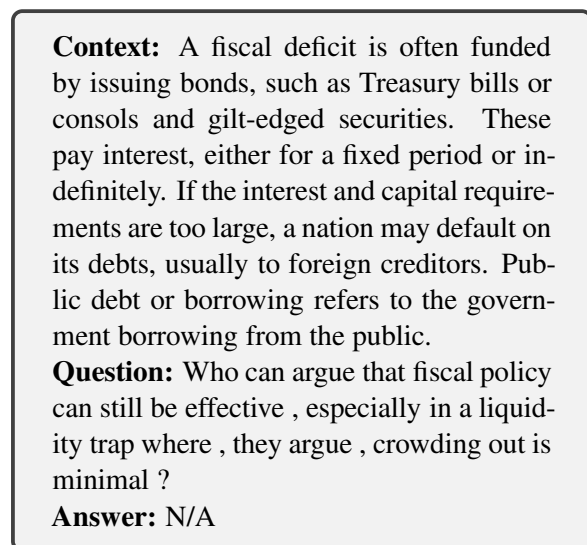 Context: A fiscal deficit is often funded
by issuing bonds, such as Treasury bills or
consols and gilt-edged securities. These
pay interest, either for a fixed period or in-
definitely. If the interest and capital require-
ments are too large, a nation may default on
its debts, usually to foreign creditors. Pub-
lic debt or borrowing refers to the govern-
ment borrowing from the public.
Question: Who can argue that fiscal policy
can still be effective , especially in a liquid-
ity trap where , they argue , crowding out is
minimal ?
Answer: N/A